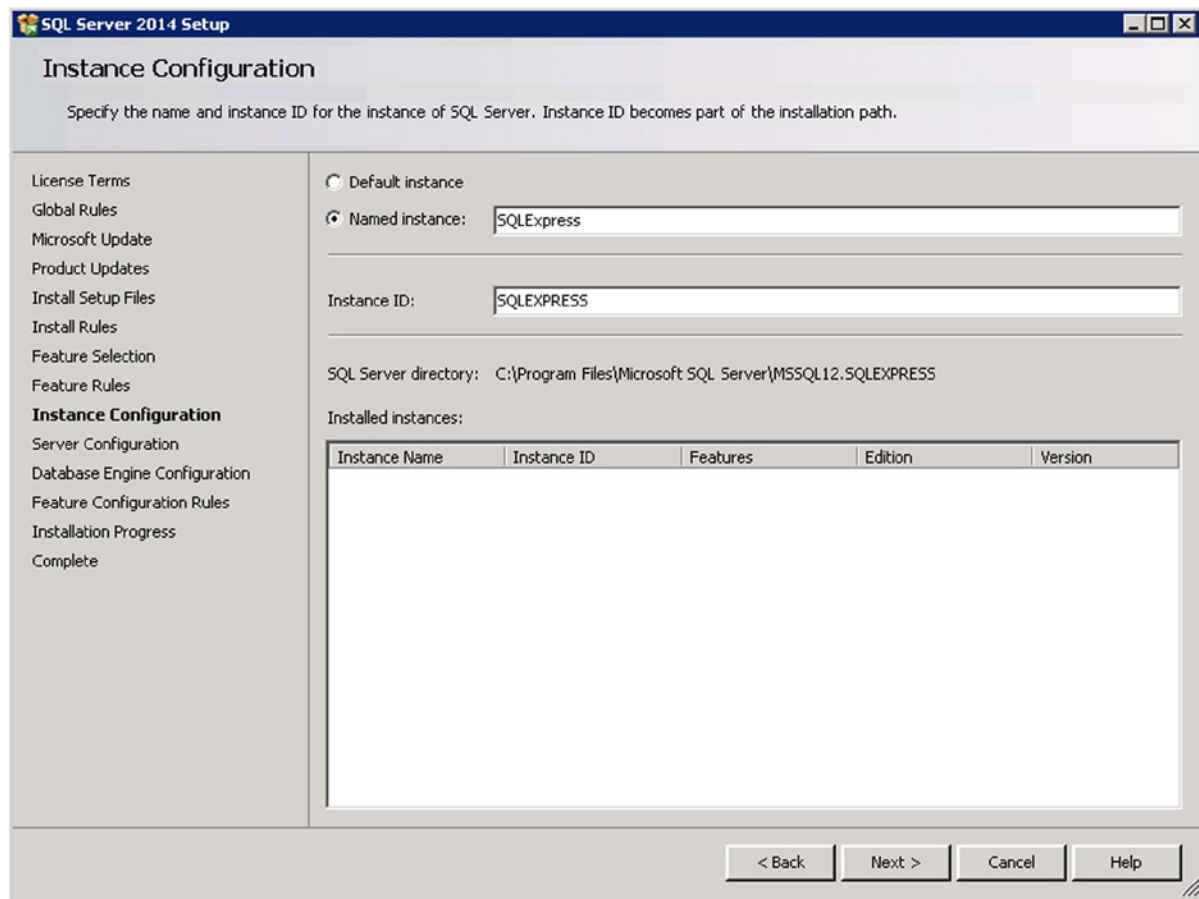 SQL Server 2014 Setup
Instance Configuration
Specify the name and instance ID for the instance of SQL Server. Instance ID becomes part of the installation path.
License Terms
Global Rules
Microsoft Update
Product Updates
Install Setup Files
Install Rules
Feature Selection
Feature Rules
Instance Configuration
Server Configuration
Database Engine Configuration
Feature Configuration Rules
Installation Progress
Complete
Default instance
Named instance: SQLExpress
Instance ID: SQLEXPRESS
SQL Server directory: C:\Program Files\Microsoft SQL Server\MSSQL12.SQLEXPRESS
Installed instances:
Instance Name Instance ID Features Edition Version
< Back Next > Cancel Help